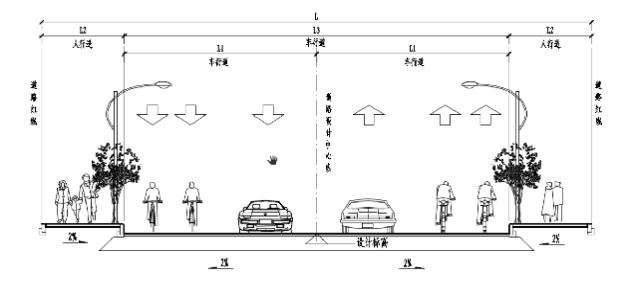 L
L2 L3 L2
人行道 车行道 人行道
L1 L1
车行道 车行道
道路红线
道路设计中心线
道路红线
设计标高
2% 2%
2% 2%